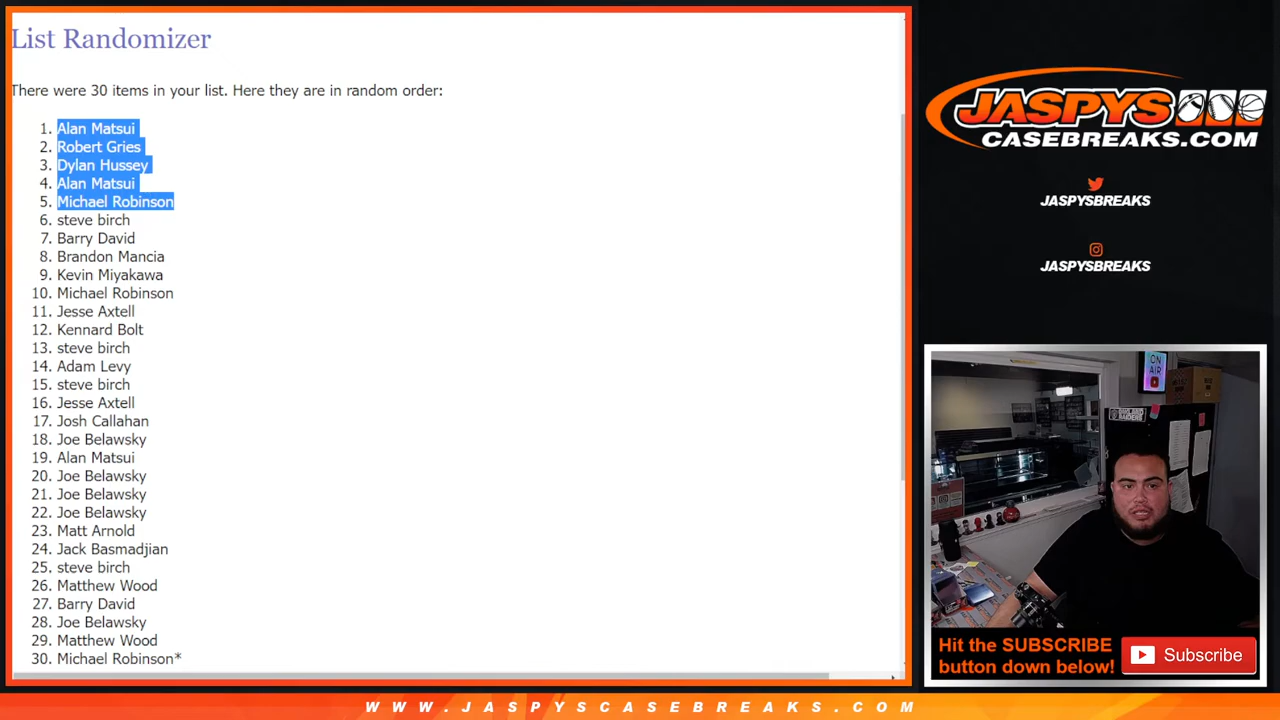 List Randomizer
There were 30 items in your list. Here they are in random order:
1. Alan Matsui
2. Robert Gries
3. Dylan Hussey
4. Alan Matsui
5. Michael Robinson
6. steve birch
7. Barry David
8. Brandon Mancia
9. Kevin Miyakawa
10. Michael Robinson
11. Jesse Axtell
12. Kennard Bolt
13. steve birch
14. Adam Levy
15. steve birch
16. Jesse Axtell
17. Josh Callahan
18. Joe Belawsky
19. Alan Matsui
20. Joe Belawsky
21. Joe Belawsky
22. Joe Belawsky
23. Matt Arnold
24. Jack Basmadjian
25. steve birch
26. Matthew Wood
27. Barry David
28. Joe Belawsky
29. Matthew Wood
30. Michael Robinson*
JASPYS
CASEBREAKS.COM
JASPYSBREAKS
JASPYSBREAKS
ON
AIR
OAKLAND
RAIDERS
Hit the SUBSCRIBE
button down below!
Subscribe
WWW.JASPYSCASEBREAKS.COM